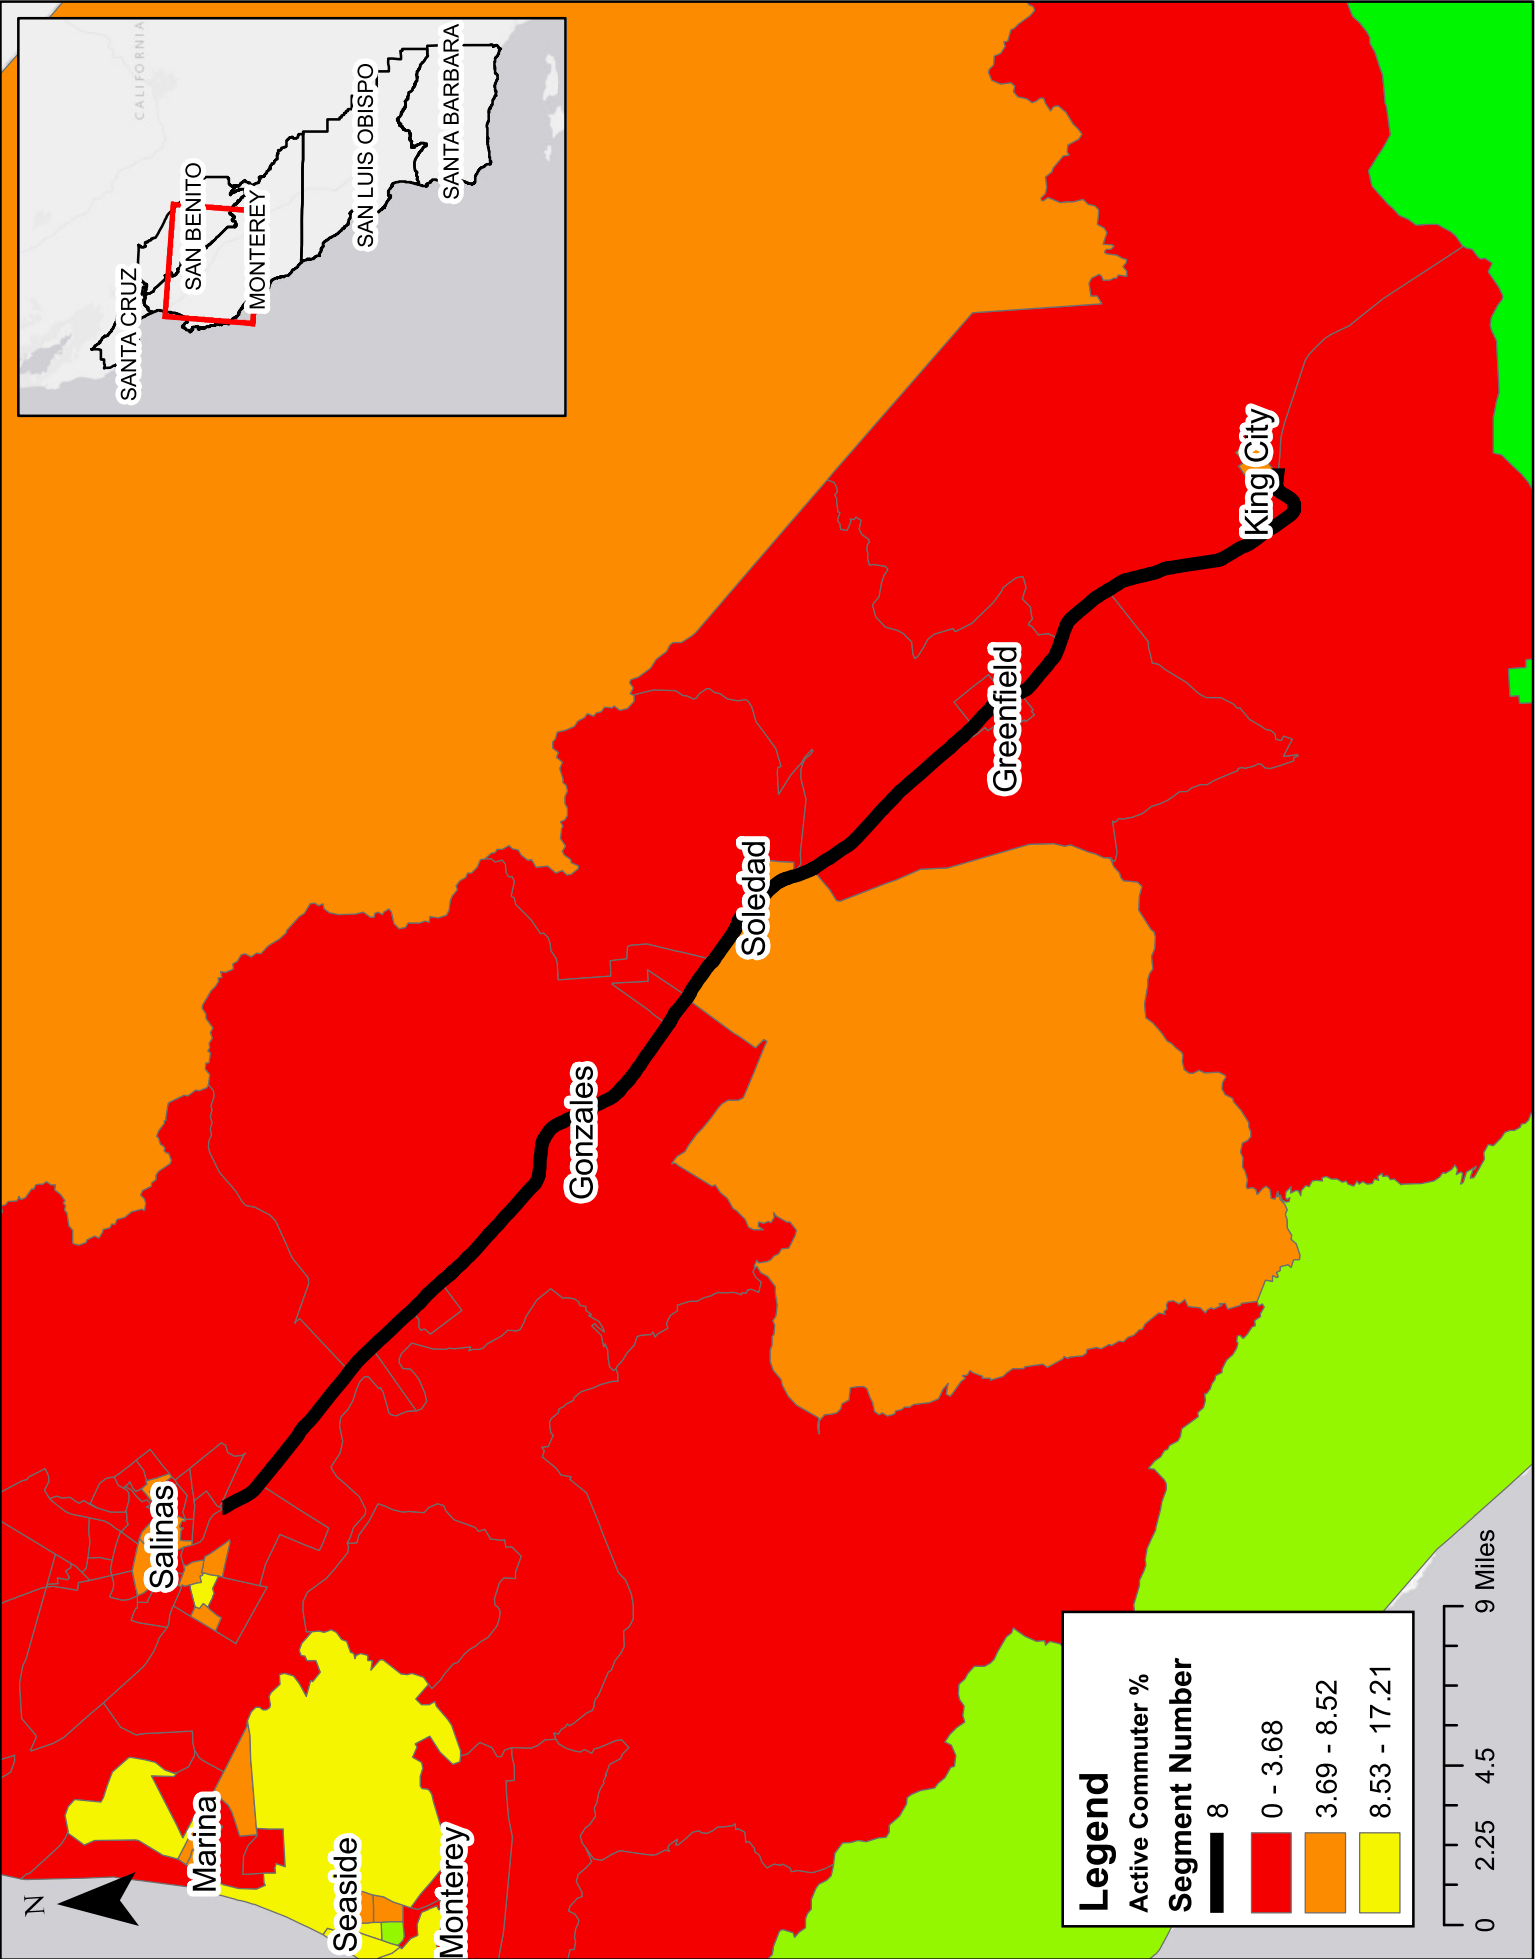 CALIFORNIA
SANTA CRUZ
SAN BENITO
MONTEREY
SAN LUIS OBISPO
SANTA BARBARA
N
Salinas
Marina
Seaside
Monterey
Gonzales
Soledad
Greenfield
King City
Legend
Active Commuter %
Segment Number
8
0 - 3.68
3.69 - 8.52
8.53 - 17.21
0 2.25 4.5 9 Miles